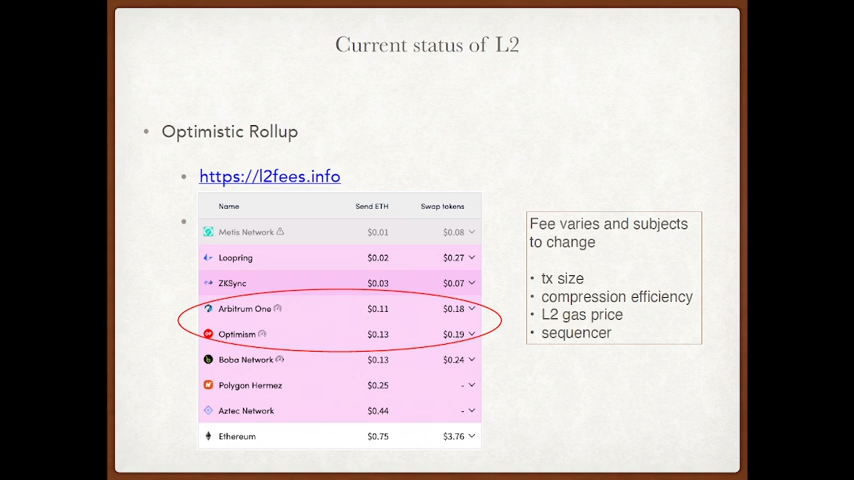 Current status of L2
• Optimistic Rollup
• https://l2fees.info
•
Name Send ETH Swap tokens
Metis Network $0.01 $0.08
Loopring $0.02 $0.27
ZKSync $0.03 $0.07
Arbitrum One $0.11 $0.18
Optimism $0.13 $0.19
Boba Network $0.13 $0.24
Polygon Hermez $0.25 -
Aztec Network $0.44 -
Ethereum $0.75 $3.76
Fee varies and subjects
to change
• tx size
• compression efficiency
• L2 gas price
• sequencer